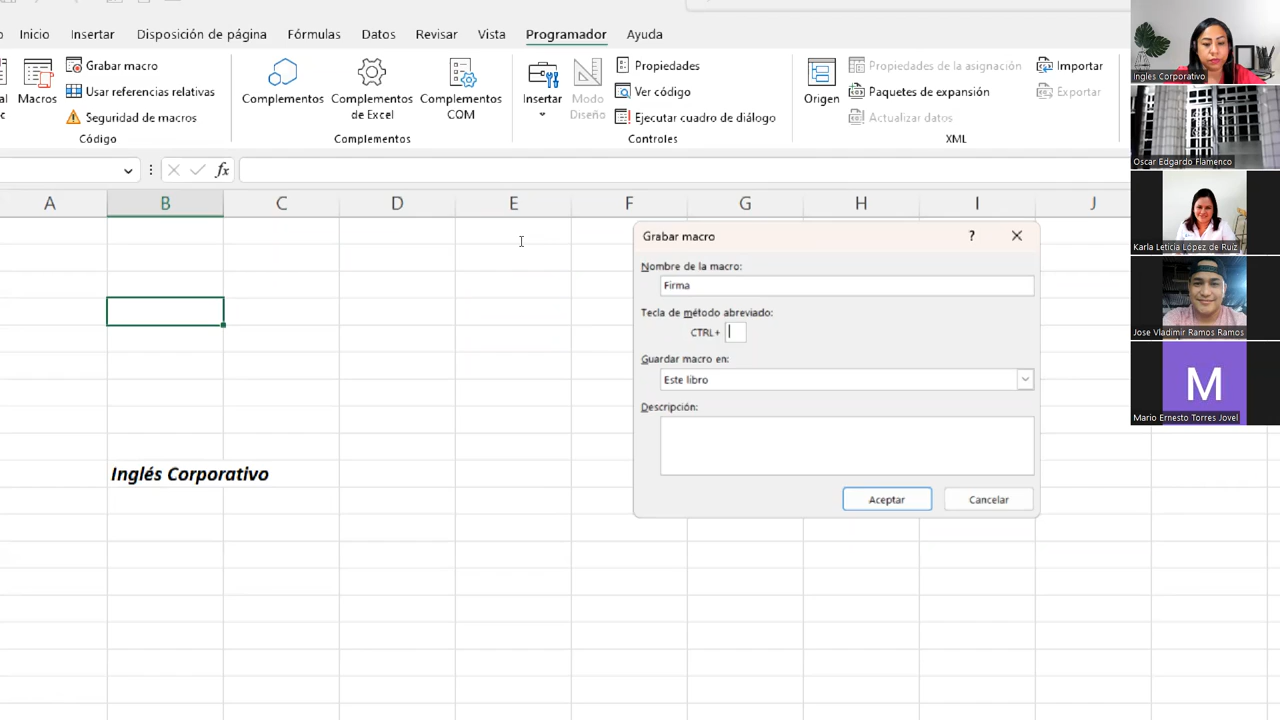 Inicio Insertar Disposición de página Fórmulas Datos Revisar Vista Programador Ayuda
Macros
Grabar macro
Usar referencias relativas
Seguridad de macros
Código
Complementos
Complementos de Excel
Complementos COM
Complementos
Insertar
Modo Diseño
Propiedades
Ver código
Ejecutar cuadro de diálogo
Controles
Origen
Propiedades de la asignación
Paquetes de expansión
Actualizar datos
Importar
Exportar
XML
fx
A B C D E F G H I J
Grabar macro ?
Nombre de la macro:
Firma
Tecla de método abreviado:
CTRL+
Guardar macro en:
Este libro
Descripción:
Aceptar Cancelar
Inglés Corporativo
Ingles Corporativo
Oscar Edgardo Flamenco
Karla Leticia López de Ruiz
Jose Vladimir Ramos Ramos
M
Mario Ernesto Torres Jovel